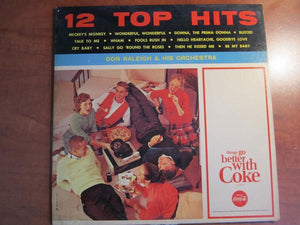 12 TOP HITS
MICKEY'S MONKEY • WONDERFUL, WONDERFUL • DONNA, THE PRIMA DONNA • BUSTED
TALK TO ME • WHAM • FOOLS RUSH IN • HELLO HEARTACHE, GOODBYE LOVE
CRY BABY • SALLY GO 'ROUND THE ROSES • THEN HE KISSED ME • BE MY BABY
DON RALEIGH & HIS ORCHESTRA
things go
better
with
Coke